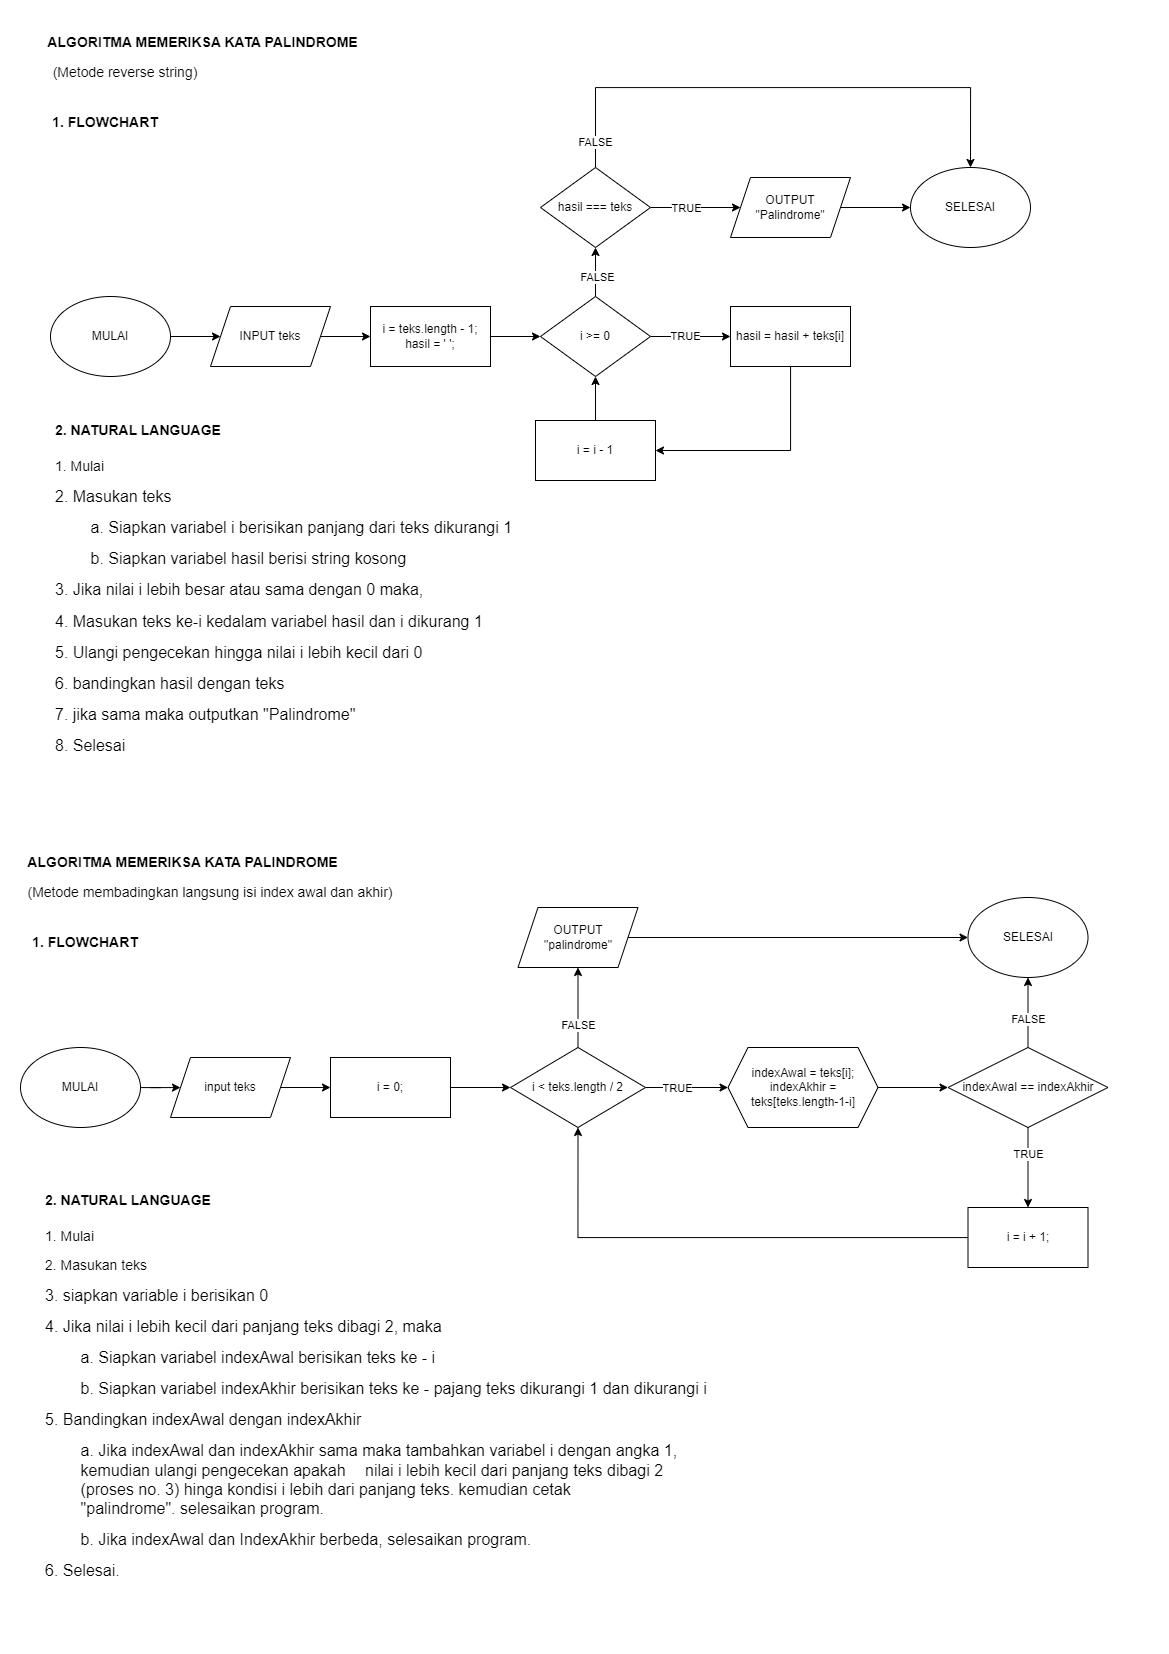 ALGORITMA MEMERIKSA KATA PALINDROME
(Metode reverse string)
1. FLOWCHART
FALSE
hasil === teks
TRUE
OUTPUT
"Palindrome"
SELESAI
FALSE
MULAI
INPUT teks
i = teks.length - 1;
hasil = ' ';
i >= 0
TRUE
hasil = hasil + teks[i]
i = i - 1
2. NATURAL LANGUAGE
1. Mulai
2. Masukan teks
a. Siapkan variabel i berisikan panjang dari teks dikurangi 1
b. Siapkan variabel hasil berisi string kosong
3. Jika nilai i lebih besar atau sama dengan 0 maka,
4. Masukan teks ke-i kedalam variabel hasil dan i dikurang 1
5. Ulangi pengecekan hingga nilai i lebih kecil dari 0
6. bandingkan hasil dengan teks
7. jika sama maka outputkan "Palindrome"
8. Selesai
ALGORITMA MEMERIKSA KATA PALINDROME
(Metode membadingkan langsung isi index awal dan akhir)
1. FLOWCHART
OUTPUT
"palindrome"
SELESAI
FALSE
FALSE
MULAI
input teks
i = 0;
i < teks.length / 2
TRUE
indexAwal = teks[i];
indexAkhir =
teks[teks.length-1-i]
indexAwal == indexAkhir
TRUE
i = i + 1;
2. NATURAL LANGUAGE
1. Mulai
2. Masukan teks
3. siapkan variable i berisikan 0
4. Jika nilai i lebih kecil dari panjang teks dibagi 2, maka
a. Siapkan variabel indexAwal berisikan teks ke - i
b. Siapkan variabel indexAkhir berisikan teks ke - pajang teks dikurangi 1 dan dikurangi i
5. Bandingkan indexAwal dengan indexAkhir
a. Jika indexAwal dan indexAkhir sama maka tambahkan variabel i dengan angka 1,
kemudian ulangi pengecekan apakah nilai i lebih kecil dari panjang teks dibagi 2
(proses no. 3) hinga kondisi i lebih dari panjang teks. kemudian cetak
"palindrome". selesaikan program.
b. Jika indexAwal dan IndexAkhir berbeda, selesaikan program.
6. Selesai.